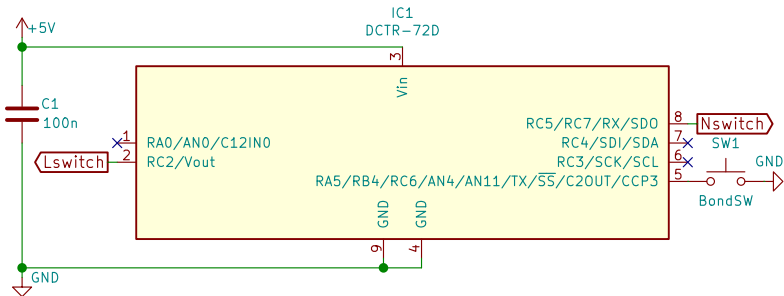 IC1
DCTR-72D
+5V
3
Vin
C1
100n
1
RA0/AN0/C12IN0
RC5/RC7/RX/SDO
8
Nswitch
Lswitch
2
RC2/Vout
RC4/SDI/SDA
7
SW1
RC3/SCK/SCL
6
GND
RA5/RB4/RC6/AN4/AN11/TX/SS/C2OUT/CCP3
5
BondSW
GND
GND
9
4
GND